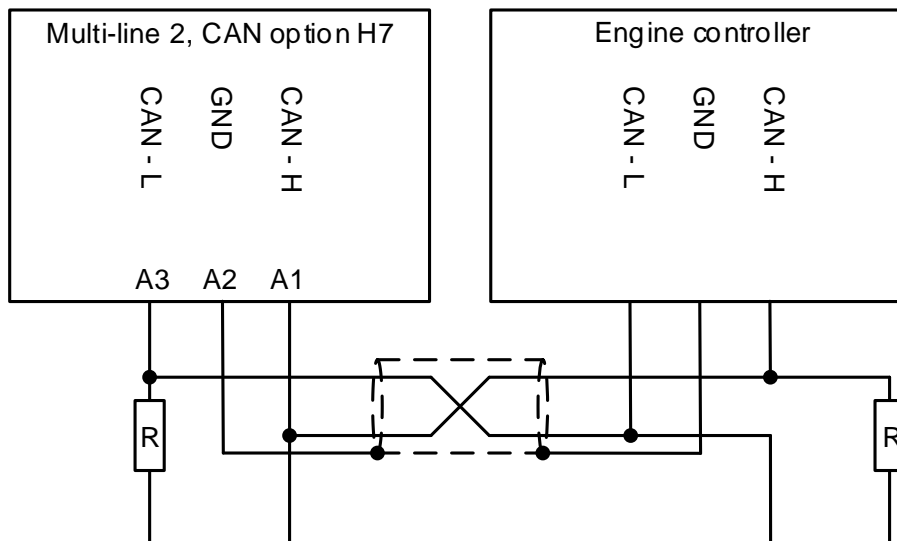 Multi-line 2, CAN option H7
CAN - L
GND
CAN - H
A3
A2
A1
Engine controller
CAN - L
GND
CAN - H
R
R